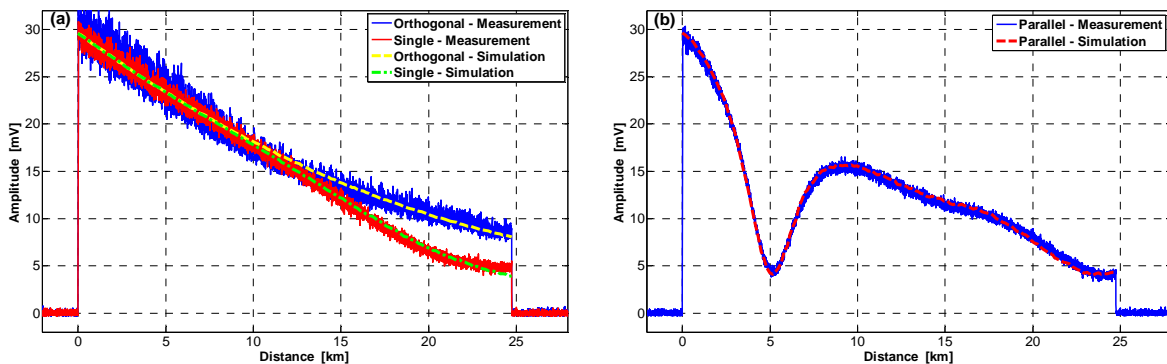 (a)
Orthogonal - Measurement
Single - Measurement
Orthogonal - Simulation
Single - Simulation
Amplitude [mV]
30
25
20
15
10
5
0
0 5 10 15 20 25
Distance [km]
(b)
Parallel - Measurement
Parallel - Simulation
Amplitude [mV]
30
25
20
15
10
5
0
0 5 10 15 20 25
Distance [km]